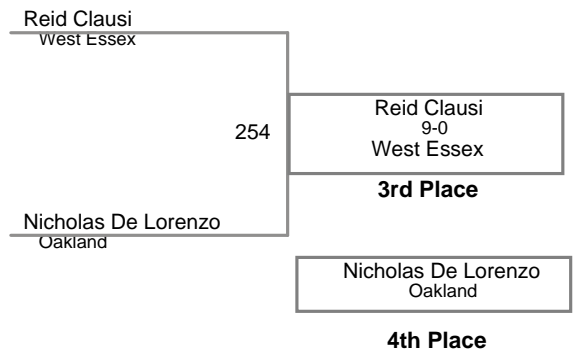 Reid Clausi
West Essex
254
Reid Clausi
9-0
West Essex
3rd Place
Nicholas De Lorenzo
Oakland
Nicholas De Lorenzo
Oakland
4th Place